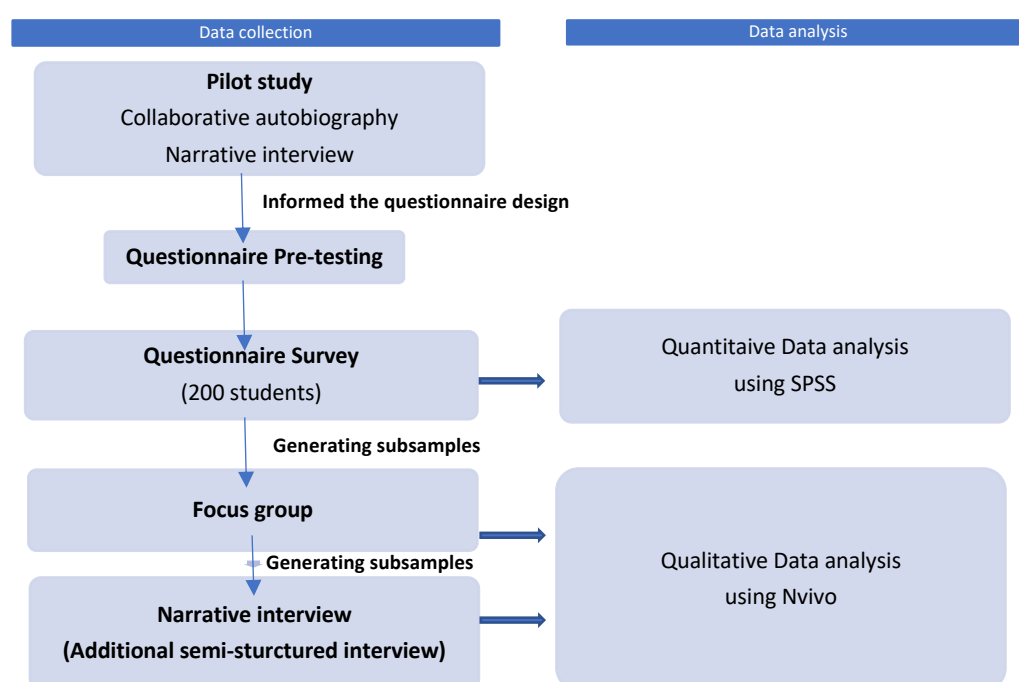 Data collection
Data analysis
Pilot study
Collaborative autobiography
Narrative interview
Informed the questionnaire design
Questionnaire Pre-testing
Questionnaire Survey
(200 students)
Quantitaive Data analysis
using SPSS
Generating subsamples
Focus group
Generating subsamples
Qualitative Data analysis
using Nvivo
Narrative interview
(Additional semi-sturctured interview)